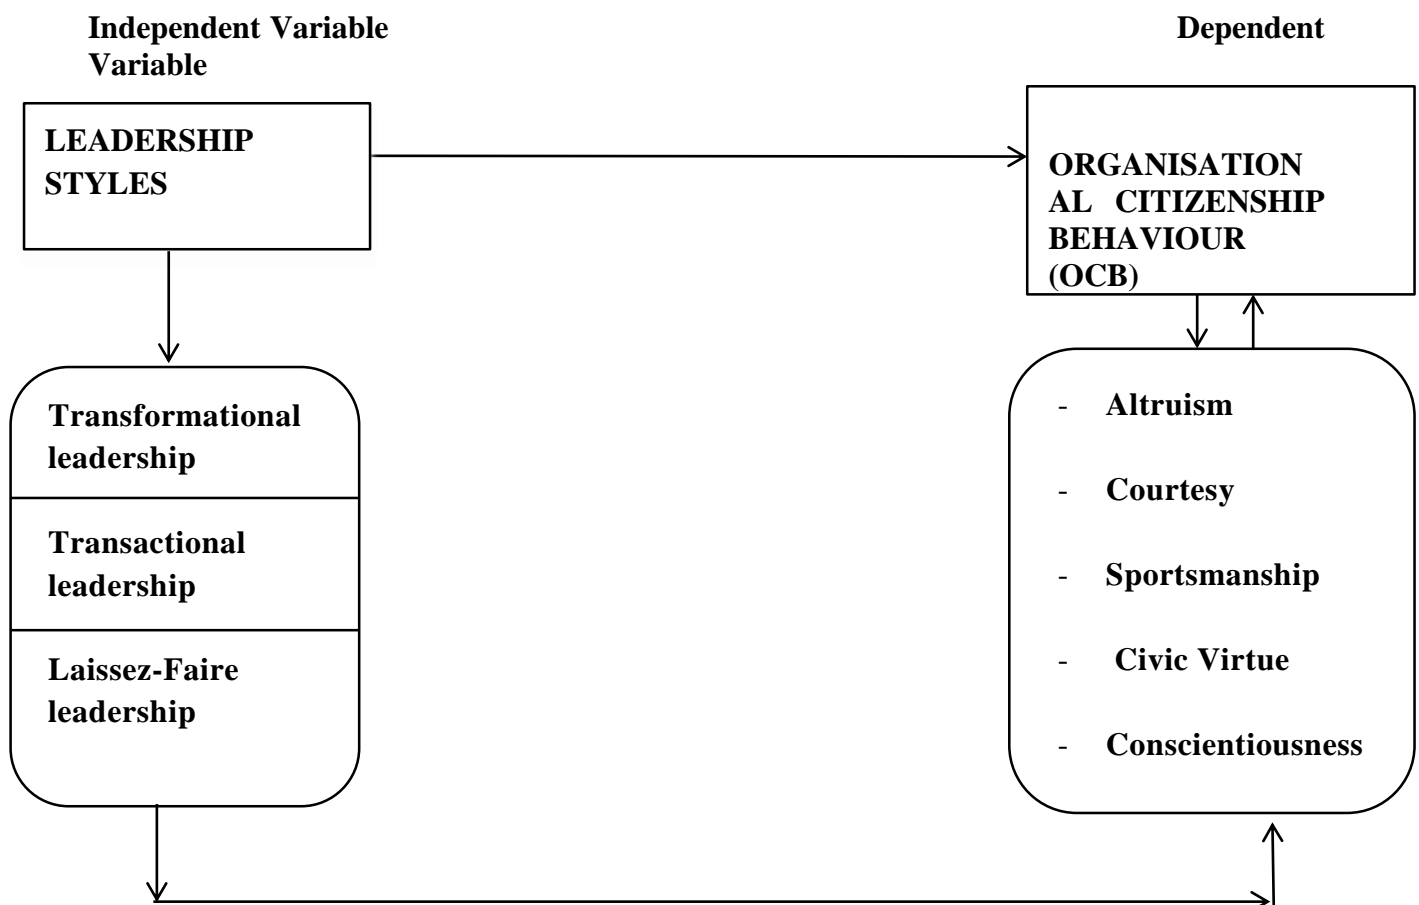 Independent Variable Dependent
Variable
LEADERSHIP
STYLES
ORGANISATION
AL CITIZENSHIP
BEHAVIOUR
(OCB)
Transformational
leadership
Transactional
leadership
Laissez-Faire
leadership
- Altruism
- Courtesy
- Sportsmanship
- Civic Virtue
- Conscientiousness